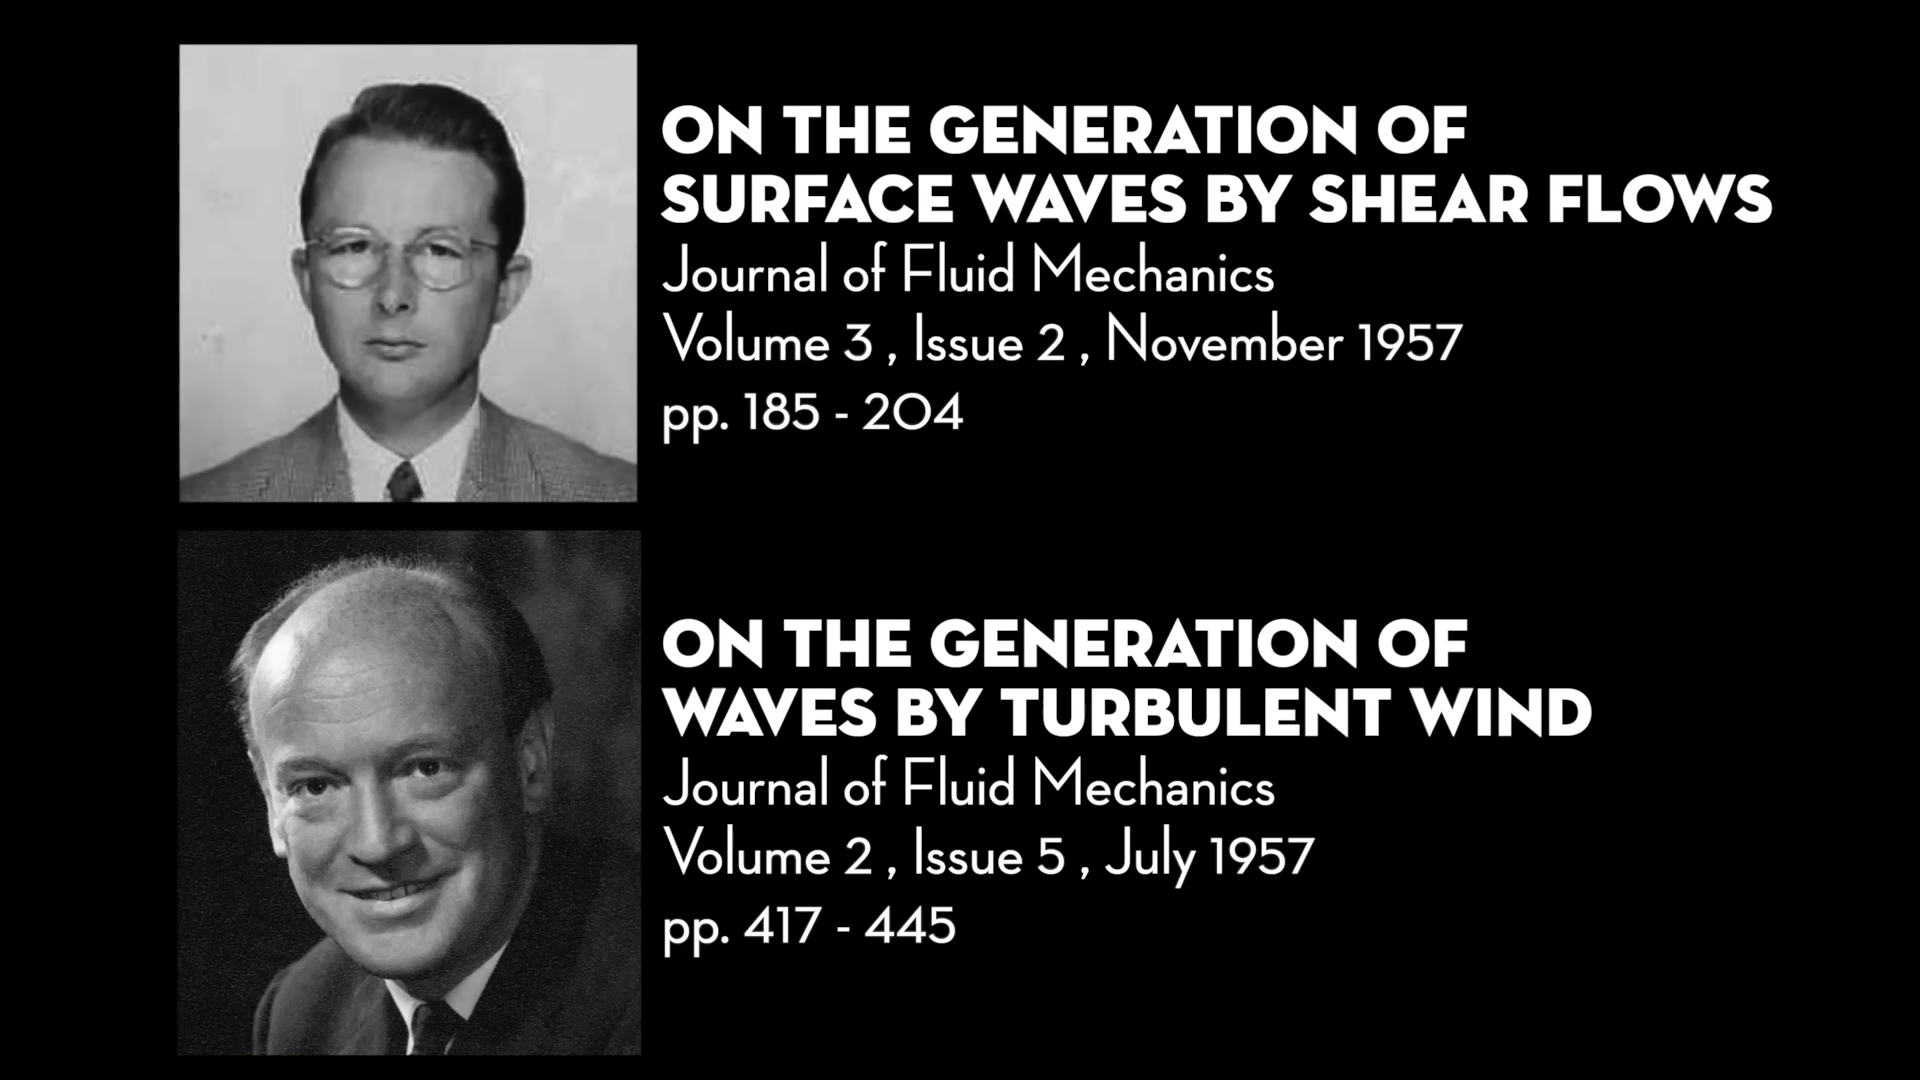 ON THE GENERATION OF
SURFACE WAVES BY SHEAR FLOWS
Journal of Fluid Mechanics
Volume 3 , Issue 2 , November 1957
pp. 185 - 204
ON THE GENERATION OF
WAVES BY TURBULENT WIND
Journal of Fluid Mechanics
Volume 2 , Issue 5 , July 1957
pp. 417 - 445